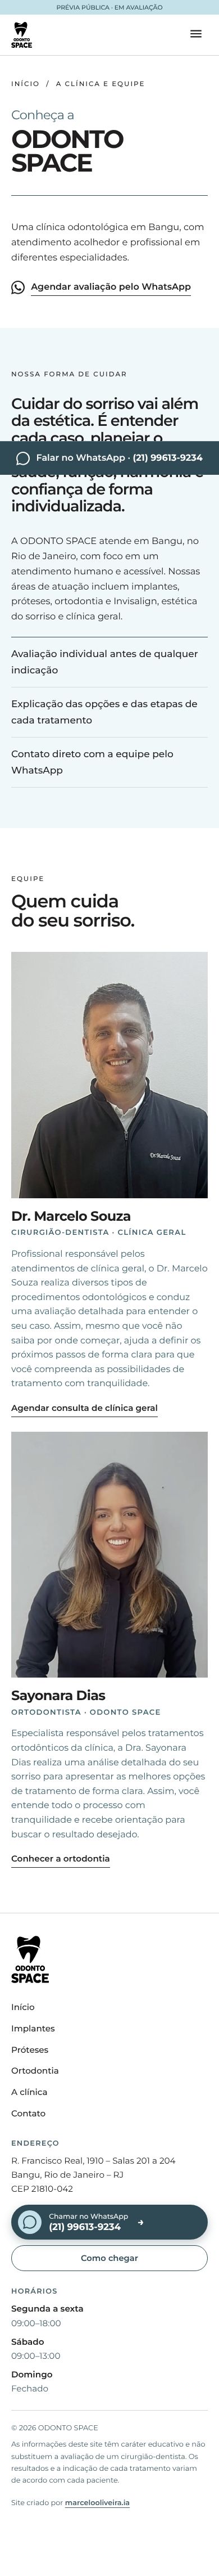 PRÉVIA PÚBLICA · EM AVALIAÇÃO
ODONTO
SPACE
INÍCIO / A CLÍNICA E EQUIPE
Conheça a
ODONTO
SPACE
Uma clínica odontológica em Bangu, com
atendimento acolhedor e profissional em
diferentes especialidades.
Agendar avaliação pelo WhatsApp
NOSSA FORMA DE CUIDAR
Cuidar do sorriso vai além
da estética. É entender
cada caso, planejar o
Falar no WhatsApp · (21) 99613-9234
confiança de forma
individualizada.
A ODONTO SPACE atende em Bangu, no
Rio de Janeiro, com foco em um
atendimento humano e acessível. Nossas
áreas de atuação incluem implantes,
próteses, ortodontia e Invisalign, estética
do sorriso e clínica geral.
Avaliação individual antes de qualquer
indicação
Explicação das opções e das etapas de
cada tratamento
Contato direto com a equipe pelo
WhatsApp
EQUIPE
Quem cuida
do seu sorriso.
Dr. Marcelo Souza
Dr. Marcelo Souza
CIRURGIÃO-DENTISTA · CLÍNICA GERAL
Profissional responsável pelos
atendimentos de clínica geral, o Dr. Marcelo
Souza realiza diversos tipos de
procedimentos odontológicos e conduz
uma avaliação detalhada para entender o
seu caso. Assim, mesmo que você não
saiba por onde começar, ajuda a definir os
próximos passos de forma clara para que
você compreenda as possibilidades de
tratamento com tranquilidade.
Agendar consulta de clínica geral
Sayonara Dias
ORTODONTISTA · ODONTO SPACE
Especialista responsável pelos tratamentos
ortodônticos da clínica, a Dra. Sayonara
Dias realiza uma análise detalhada do seu
sorriso para apresentar as melhores opções
de tratamento de forma clara. Assim, você
entende todo o processo com
tranquilidade e recebe orientação para
buscar o resultado desejado.
Conhecer a ortodontia
ODONTO
SPACE
Início
Implantes
Próteses
Ortodontia
A clínica
Contato
ENDEREÇO
R. Francisco Real, 1910 – Salas 201 a 204
Bangu, Rio de Janeiro – RJ
CEP 21810-042
Chamar no WhatsApp
(21) 99613-9234 →
Como chegar
HORÁRIOS
Segunda a sexta
09:00–18:00
Sábado
09:00–13:00
Domingo
Fechado
© 2026 ODONTO SPACE
As informações deste site têm caráter educativo e não
substituem a avaliação de um cirurgião-dentista. Os
resultados e a indicação de cada tratamento variam
de acordo com cada paciente.
Site criado por marcelooliveira.ia